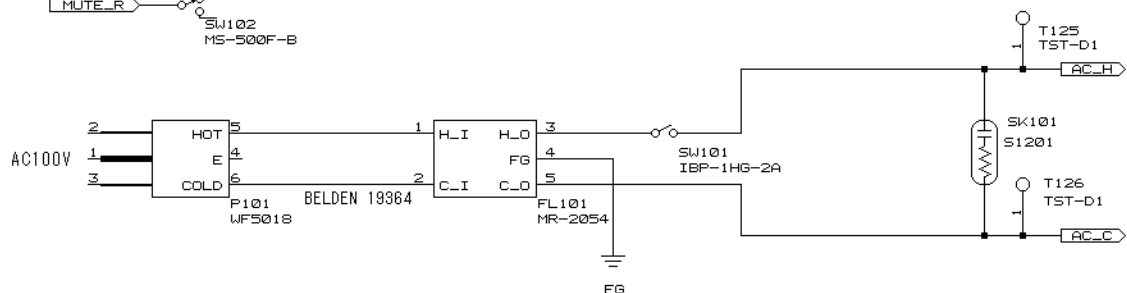 MUTE_R
SW102
MS-500F-B
T125
TST-D1
1
AC_H
2
HOT
5
1
H_I
H_O
3
SK101
S1201
AC100V
1
E
4
FG
4
SW101
IBP-1HG-2A
3
COLD
6
2
C_I
C_O
5
BELDEN 19364
P101
WF5018
FL101
MR-2054
T126
TST-D1
1
AC_C
FG